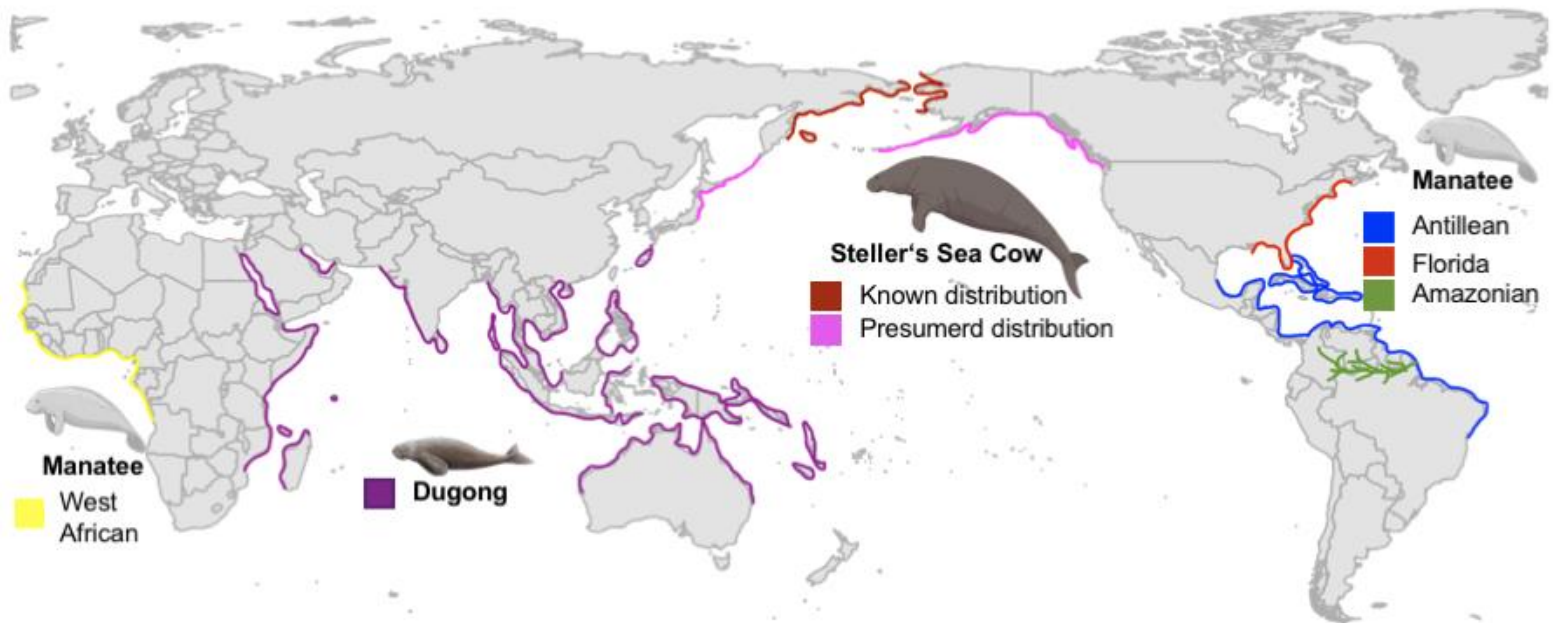 Manatee
West
African
Dugong
Steller‘s Sea Cow
Known distribution
Presumerd distribution
Manatee
Antillean
Florida
Amazonian